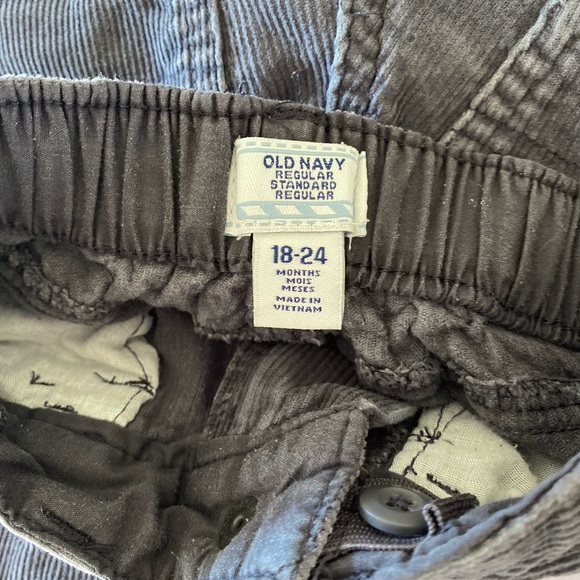 OLD NAVY
REGULAR
STANDARD
REGULAR
18-24
MONTHS
MOIS
MESES
MADE IN
VIETNAM